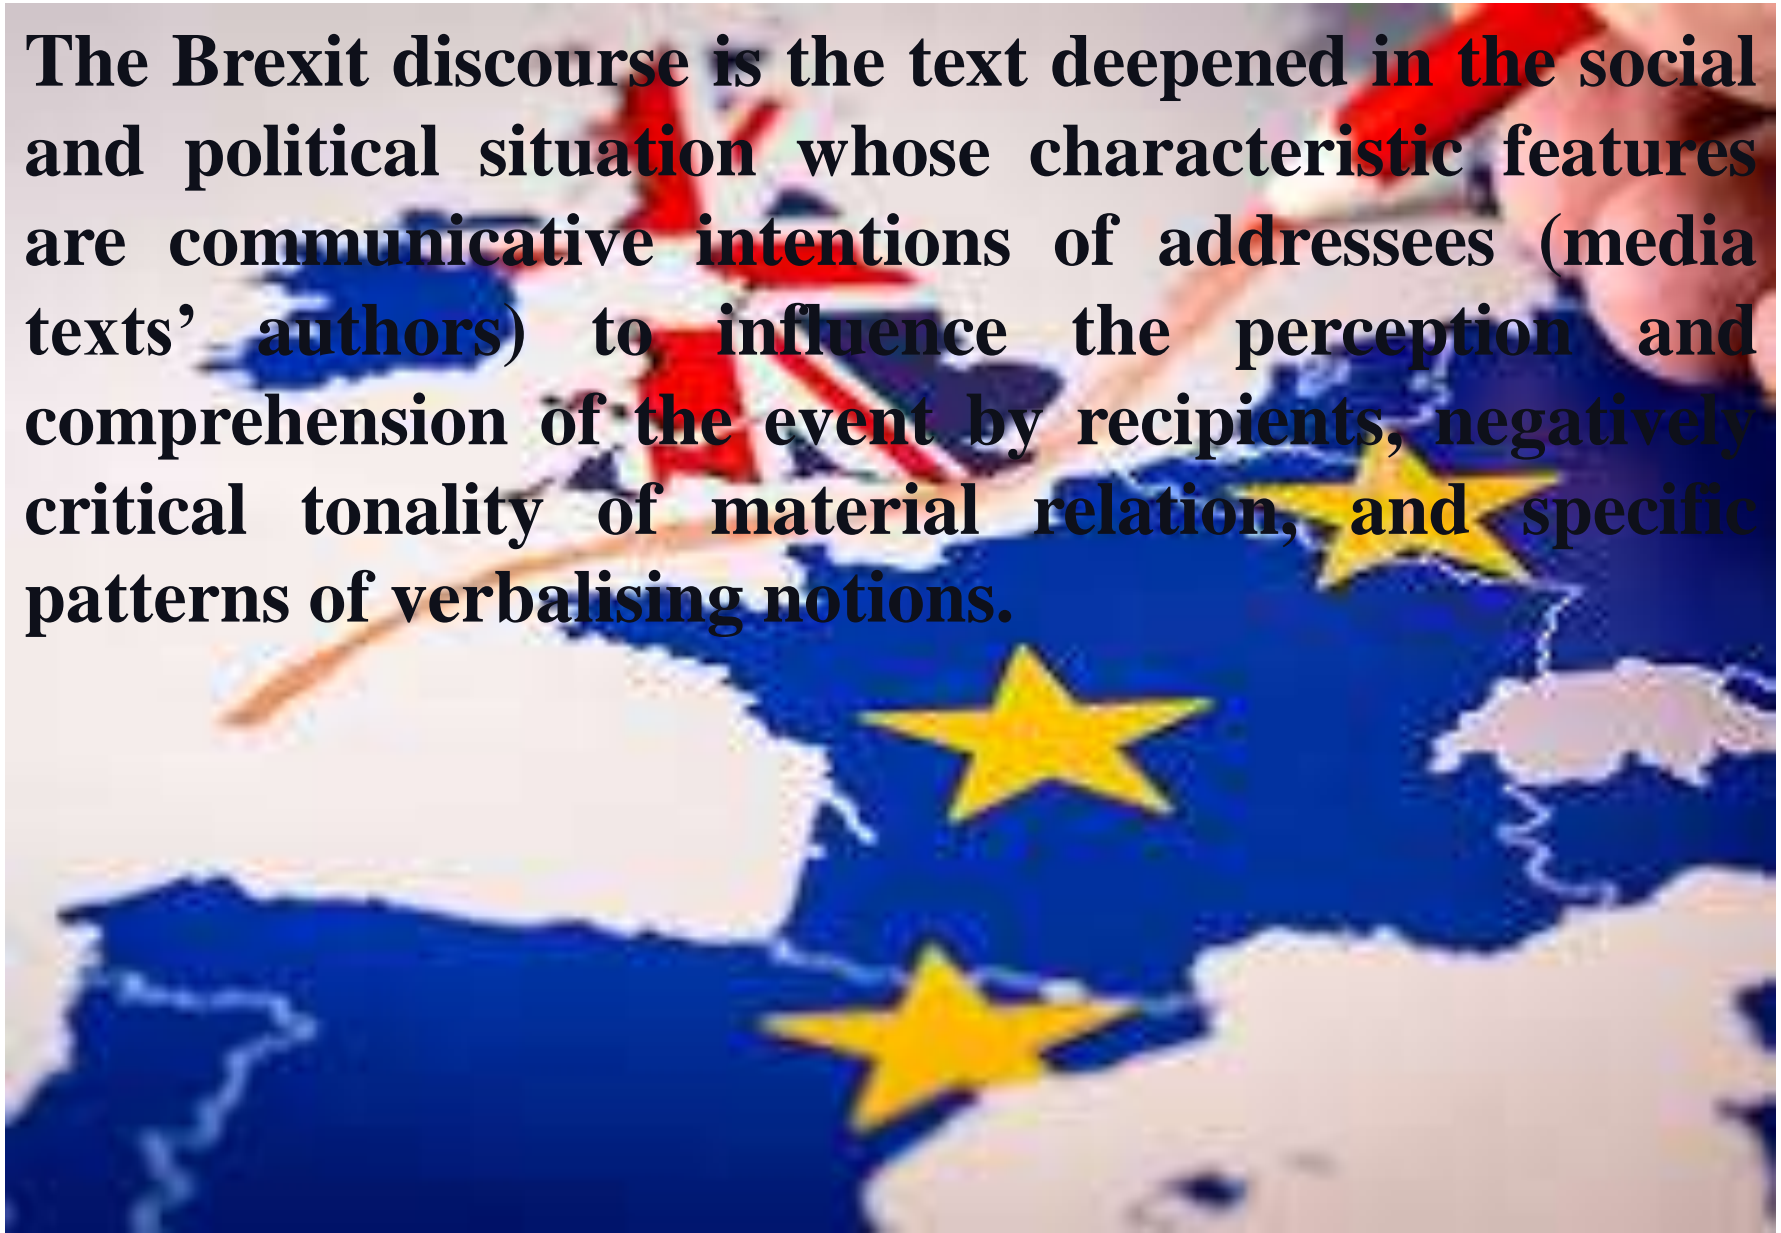 The Brexit discourse is the text deepened in the social
and political situation whose characteristic features
are communicative intentions of addressees (media
texts’ authors) to influence the perception and
comprehension of the event by recipients, negatively
critical tonality of material relation, and specific
patterns of verbalising notions.